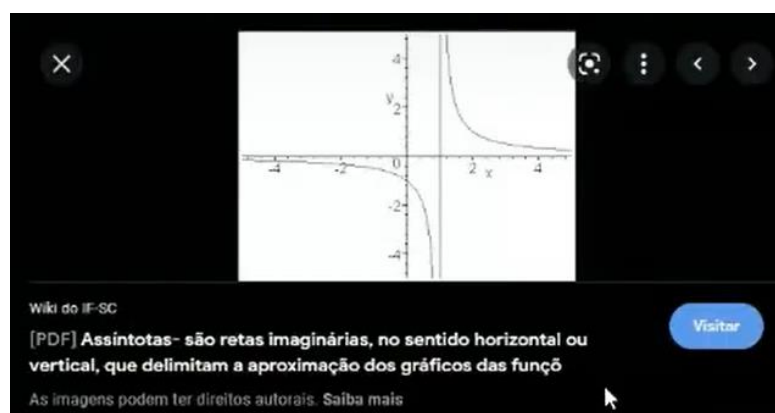 4
y
2
-4
-2
0
2
x
4
-2
-4
Wiki do IF-SC
[PDF] Assíntotas- são retas imaginárias, no sentido horizontal ou
vertical, que delimitam a aproximação dos gráficos das funçõ
Visitar
As imagens podem ter direitos autorais. Saiba mais